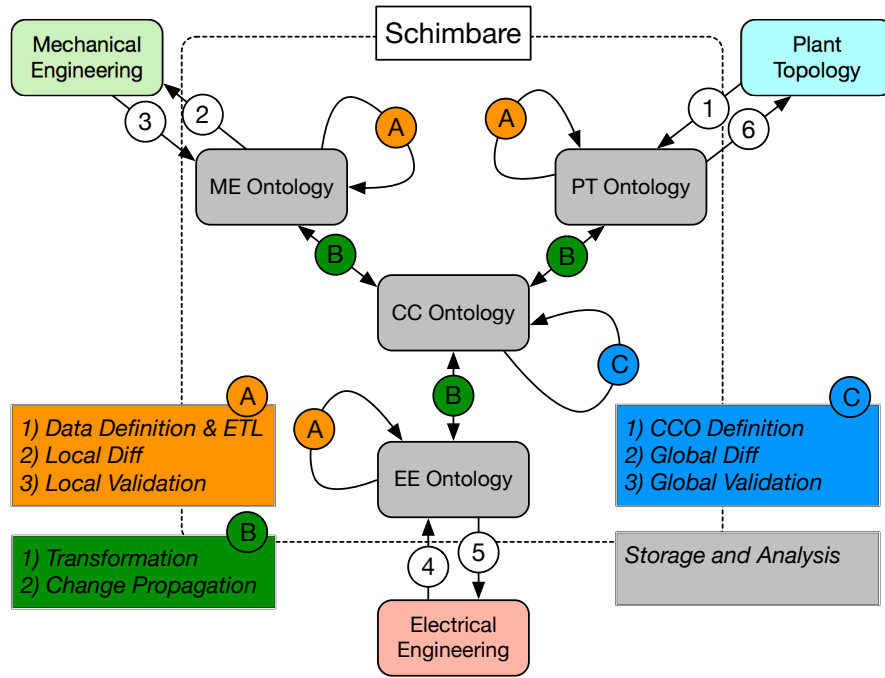 Mechanical
Engineering
Schimbare
Plant
Topology
3
2
A
A
1
6
ME Ontology
PT Ontology
B
B
CC Ontology
C
B
A
A
1) Data Definition & ETL
2) Local Diff
3) Local Validation
C
1) CCO Definition
2) Global Diff
3) Global Validation
EE Ontology
B
1) Transformation
2) Change Propagation
4
5
Storage and Analysis
Electrical
Engineering